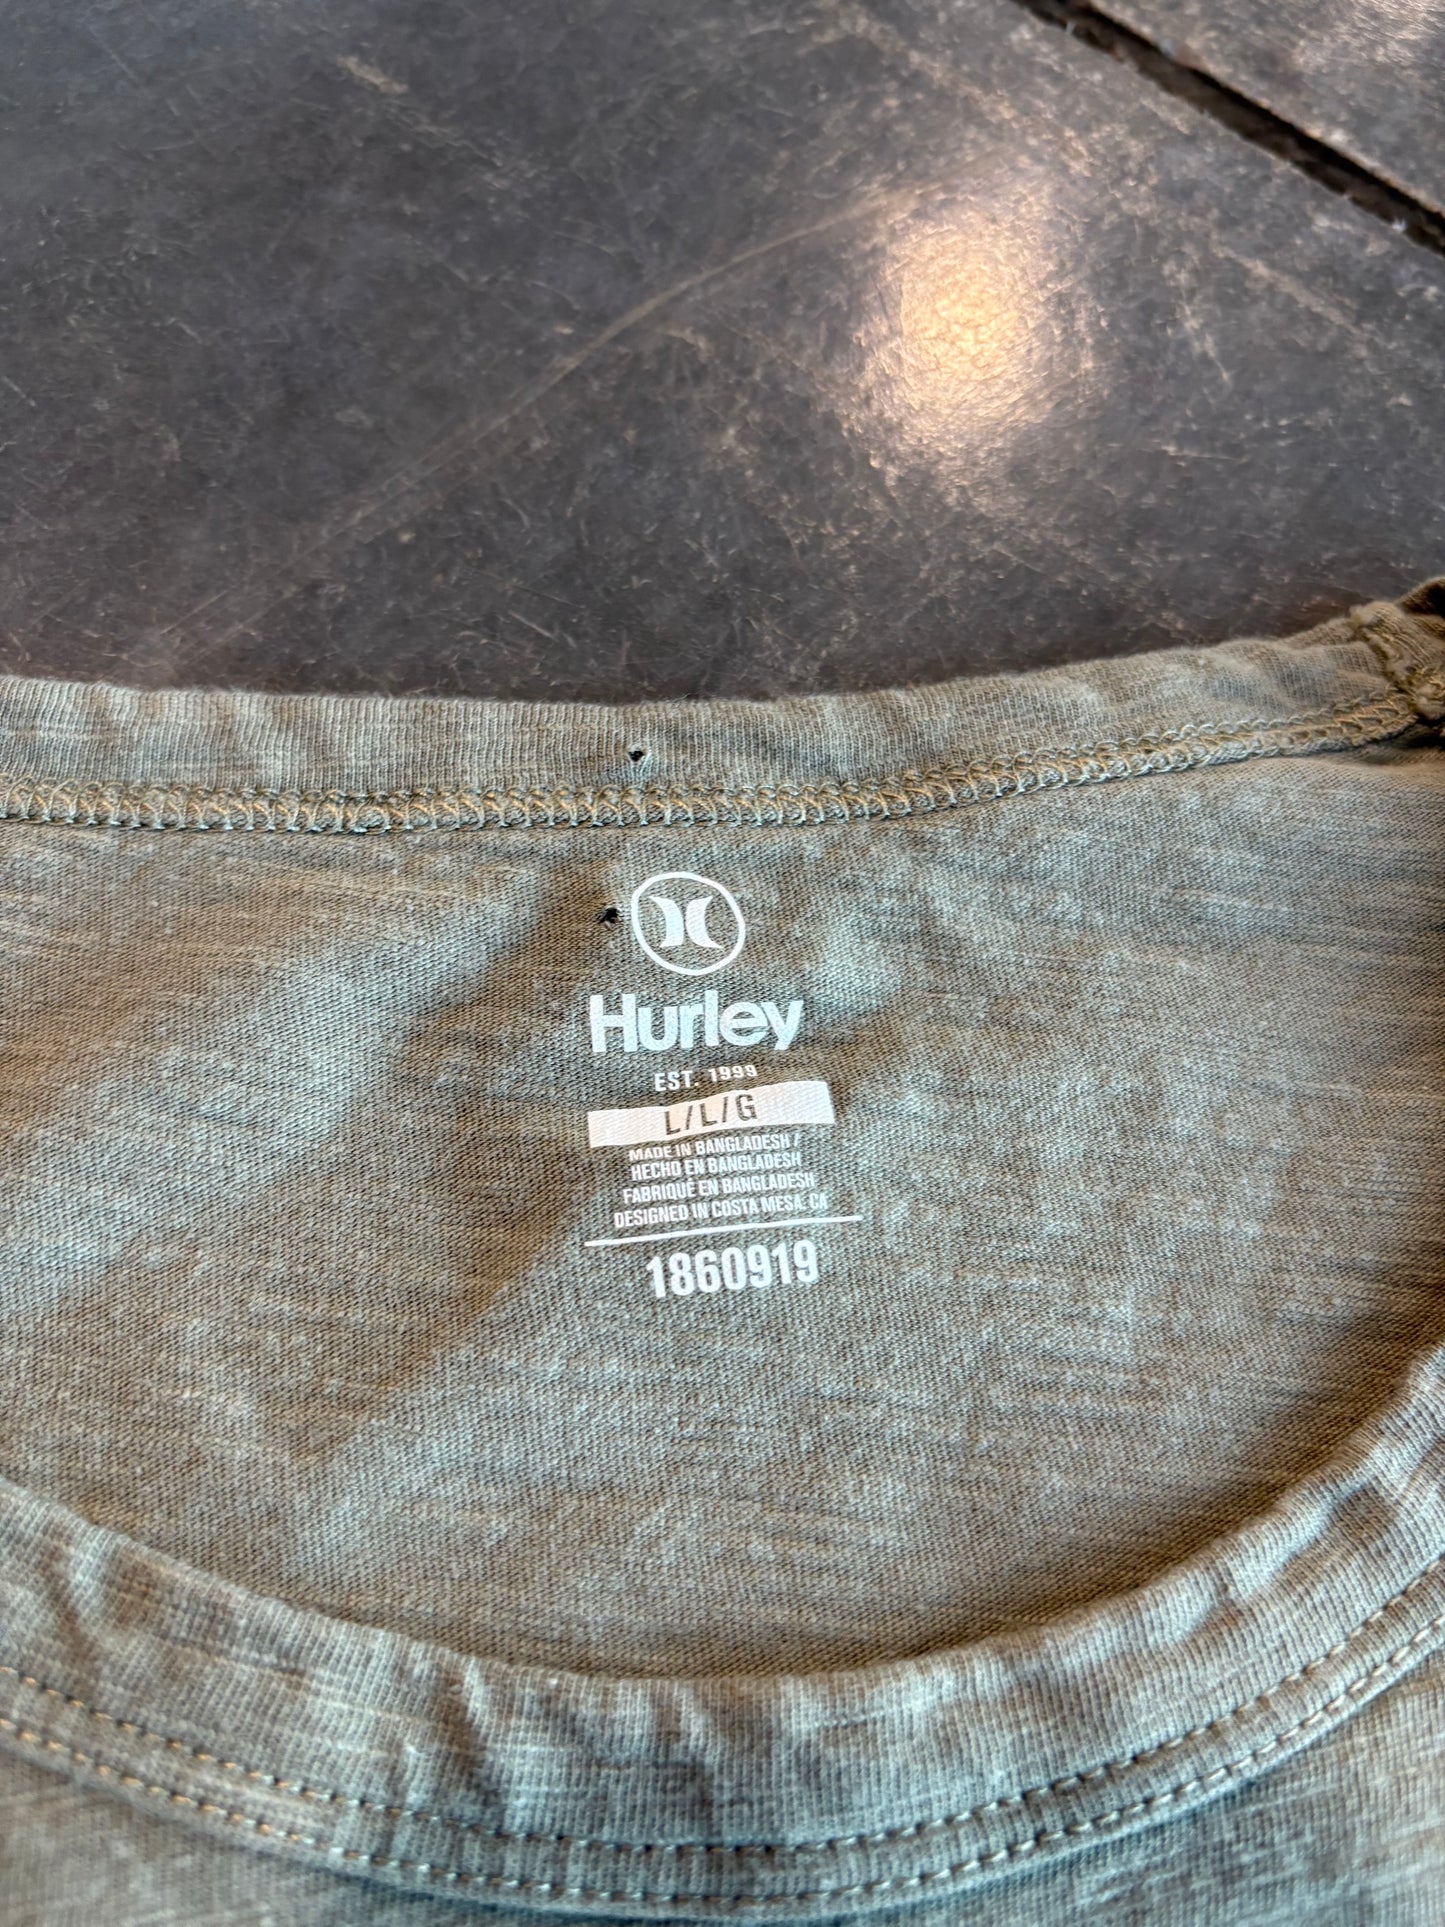 Hurley
EST. 1999
L/L/G
MADE IN BANGLADESH /
HECHO EN BANGLADESH
FABRIQUÉ EN BANGLADESH
DESIGNED IN COSTA MESA, CA
1860919